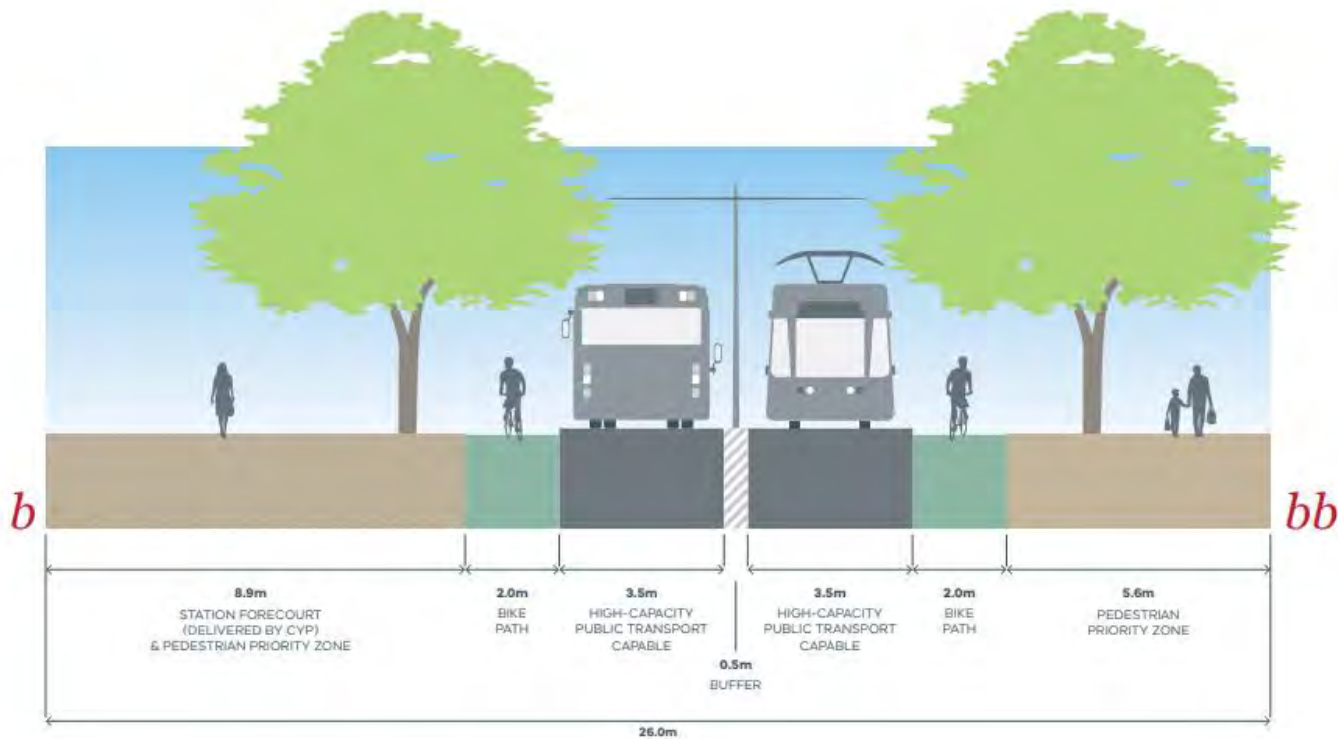 b
bb
8.9m
STATION FORECOURT
(DELIVERED BY CYP)
& PEDESTRIAN PRIORITY ZONE
2.0m
BIKE
PATH
3.5m
HIGH-CAPACITY
PUBLIC TRANSPORT
CAPABLE
0.5m
BUFFER
3.5m
HIGH-CAPACITY
PUBLIC TRANSPORT
CAPABLE
2.0m
BIKE
PATH
5.6m
PEDESTRIAN
PRIORITY ZONE
26.0m